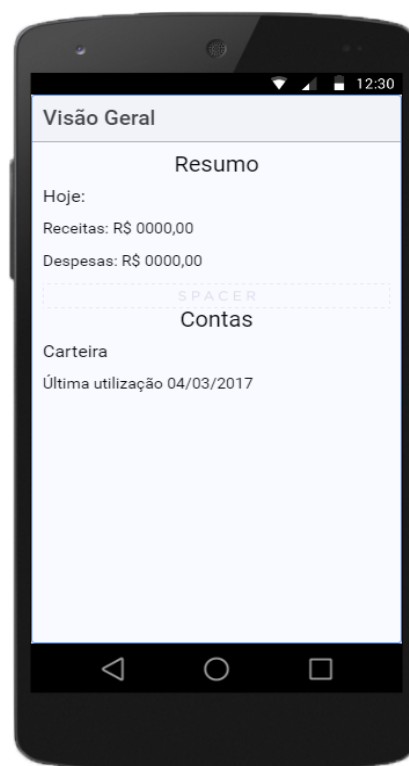 12:30
Visão Geral
Resumo
Hoje:
Receitas: R$ 0000,00
Despesas: R$ 0000,00
SPACER
Contas
Carteira
Última utilização 04/03/2017